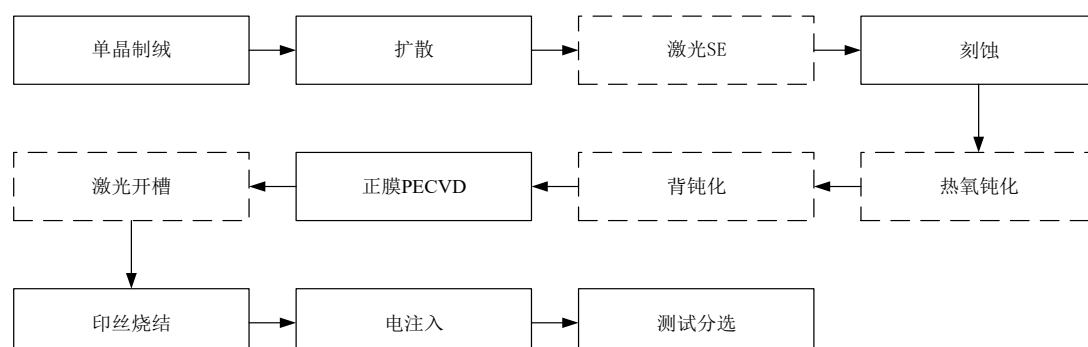 单晶制绒
扩散
激光SE
刻蚀
热氧钝化
背钝化
正膜PECVD
激光开槽
印丝烧结
电注入
测试分选